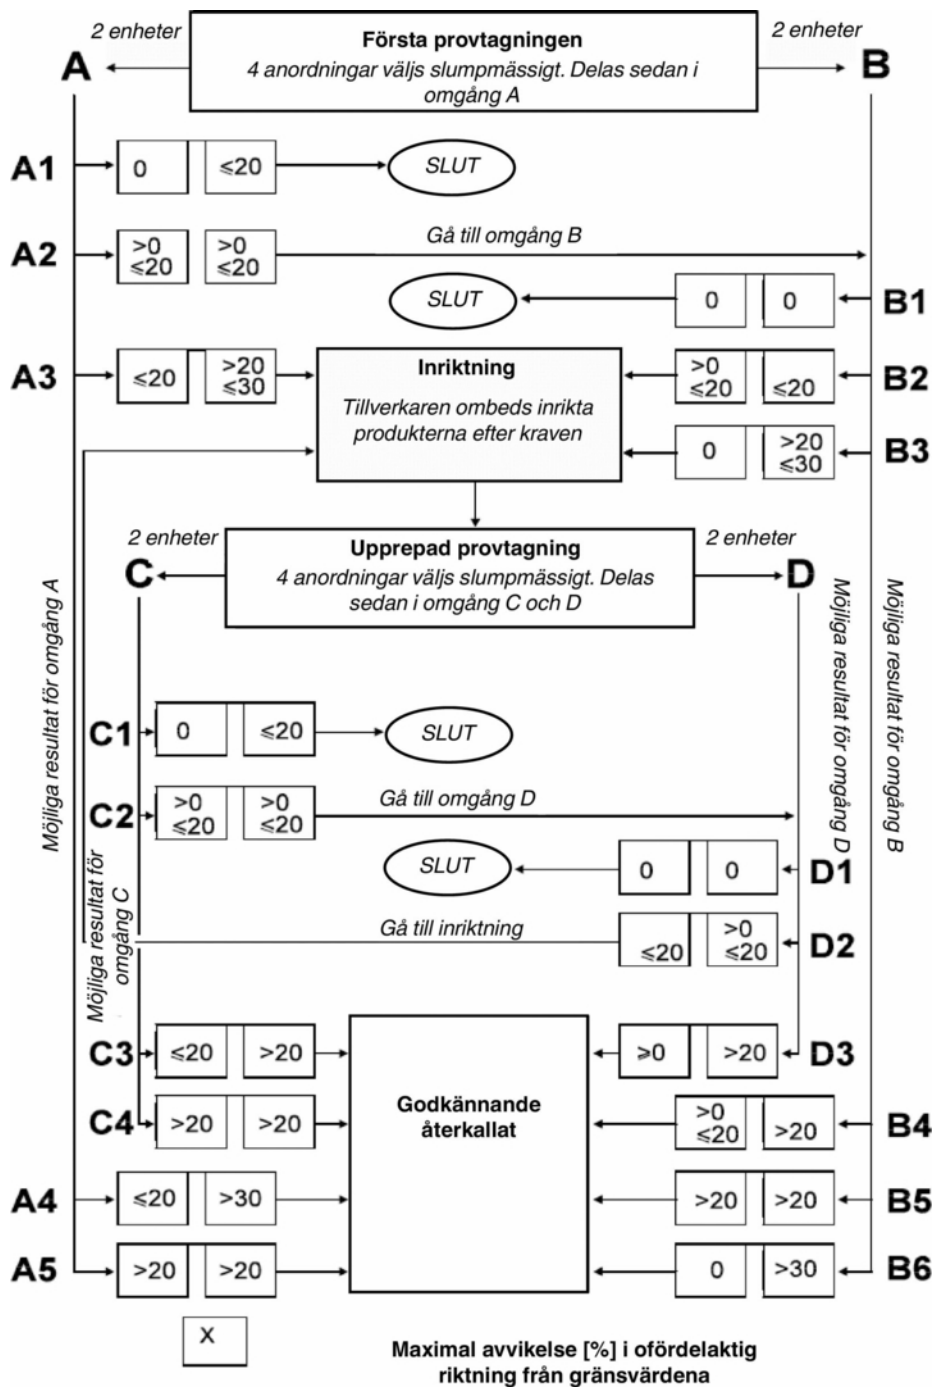 2 enheter
Första provtagningen
2 enheter
A
4 anordningar väljs slumpmässigt. Delas sedan i
omgång A
B
A1
0
≤20
SLUT
A2
>0
≤20
>0
≤20
Gå till omgång B
SLUT
0
0
B1
A3
≤20
>20
≤30
Inriktning
Tillverkaren ombeds inrikta
produkterna efter kraven
>0
≤20
≤20
B2
0
>20
≤30
B3
2 enheter
Upprepad provtagning
2 enheter
C
4 anordningar väljs slumpmässigt. Delas
sedan i omgång C och D
D
Möjliga resultat för omgång A
Möjliga resultat för omgång D
Möjliga resultat för omgång B
C1
0
≤20
SLUT
C2
>0
≤20
>0
≤20
Gå till omgång D
SLUT
0
0
D1
Möjliga resultat för
omgång C
Gå till inriktning
≤20
>0
≤20
D2
C3
≤20
>20
Godkännande
återkallat
≥0
>20
D3
C4
>20
>20
>0
≤20
>20
B4
A4
≤20
>30
>20
>20
B5
A5
>20
>20
0
>30
B6
X
Maximal avvikelse [%] i ofördelaktig
riktning från gränsvärdena